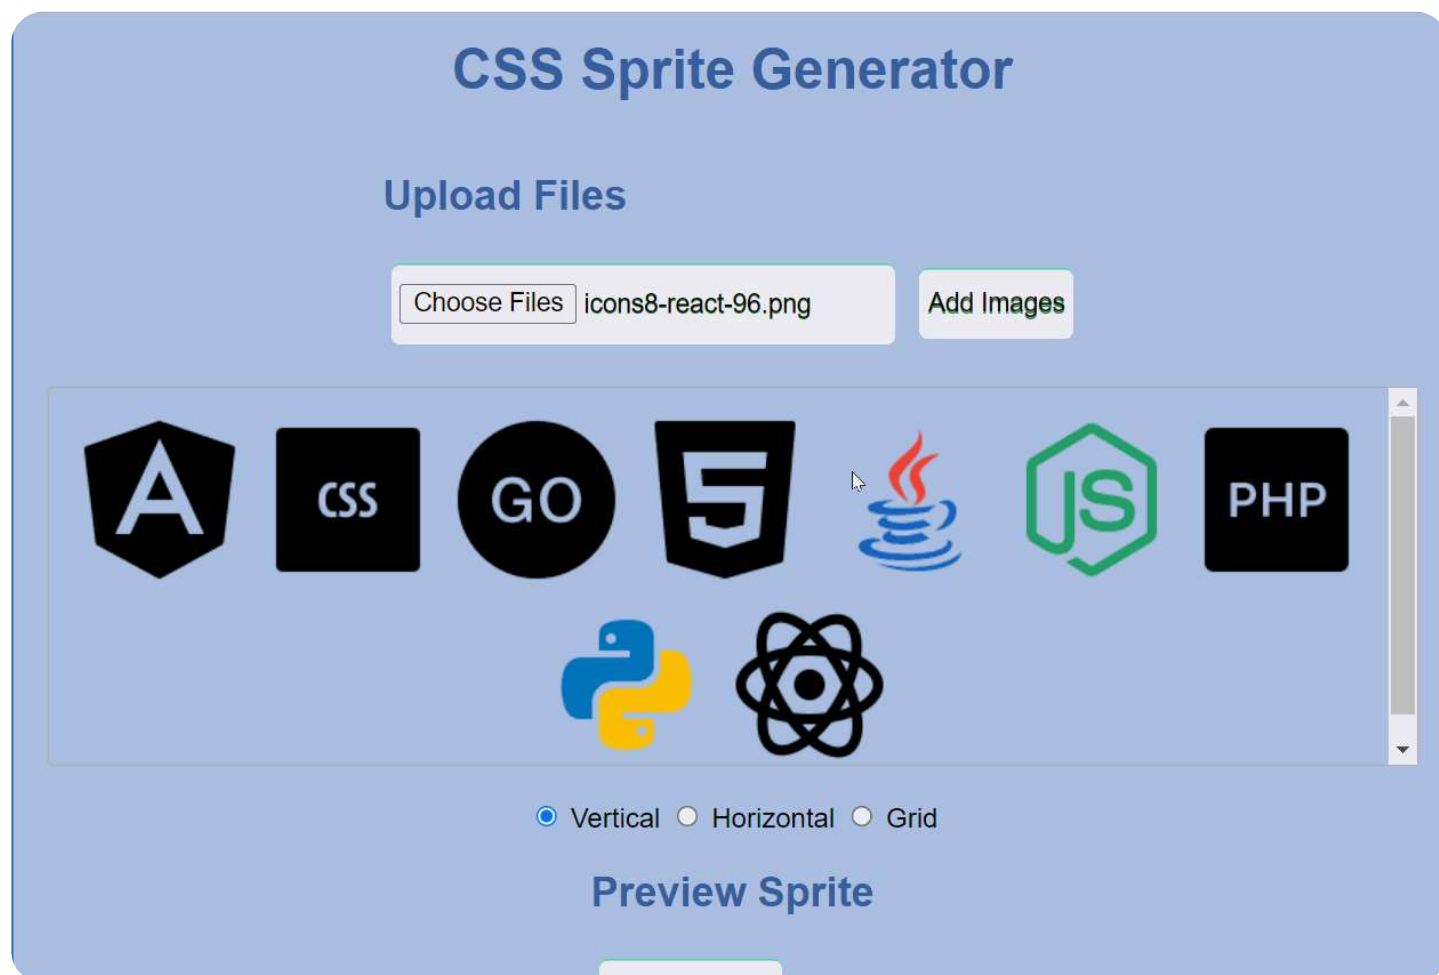 CSS Sprite Generator
Upload Files
Choose Files icons8-react-96.png Add Images
A CSS GO 5 JS PHP
Vertical Horizontal Grid
Preview Sprite